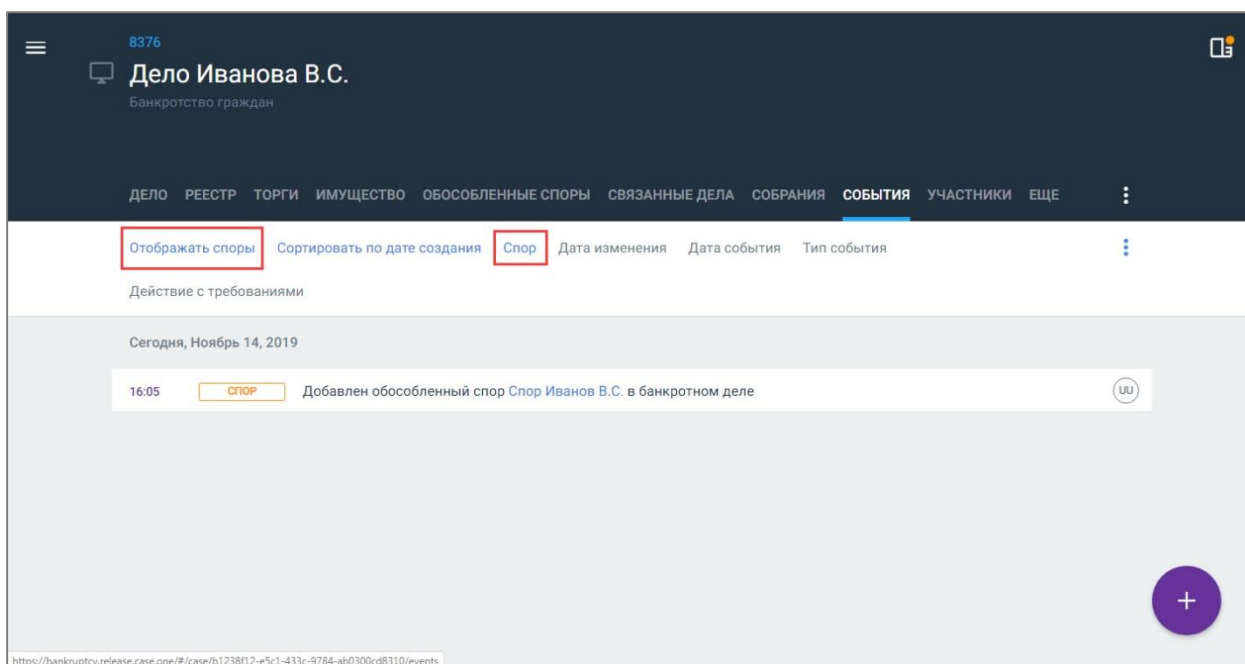 8376
Дело Иванова В.С.
Банкротство граждан
ДЕЛО РЕЕСТР ТОРГИ ИМУЩЕСТВО ОБОСОБЛЕННЫЕ СПОРЫ СВЯЗАННЫЕ ДЕЛА СОБРАНИЯ СОБЫТИЯ УЧАСТНИКИ ЕЩЕ
Отображать споры Сортировать по дате создания Спор Дата изменения Дата события Тип события
Действие с требованиями
Сегодня, Ноябрь 14, 2019
16:05 СПОР Добавлен обособленный спор Спор Иванов В.С. в банкротном деле UU
+
https://bankruptcy.release.case.one/#/case/b1238f12-e5c1-433c-9784-ab0300cd8310/events